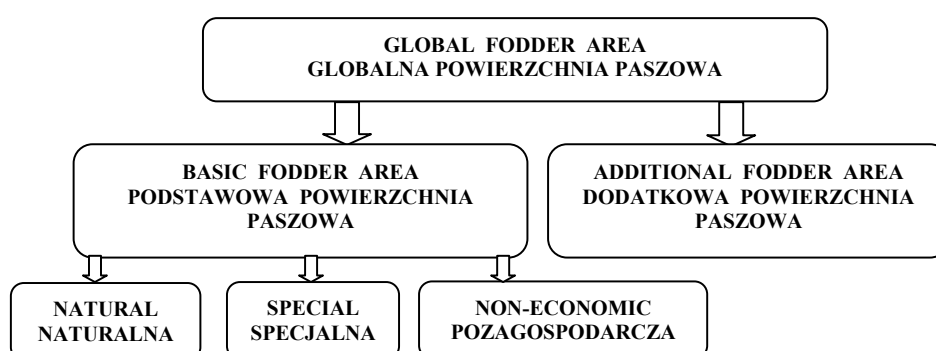 GLOBAL FODDER AREA
GLOBALNA POWIERZCHNIA PASZOWA
BASIC FODDER AREA
PODSTAWOWA POWIERZCHNIA
PASZOWA
ADDITIONAL FODDER AREA
DODATKOWA POWIERZCHNIA
PASZOWA
NATURAL
NATURALNA
SPECIAL
SPECJALNA
NON-ECONOMIC
POZAGOSPODARCZA